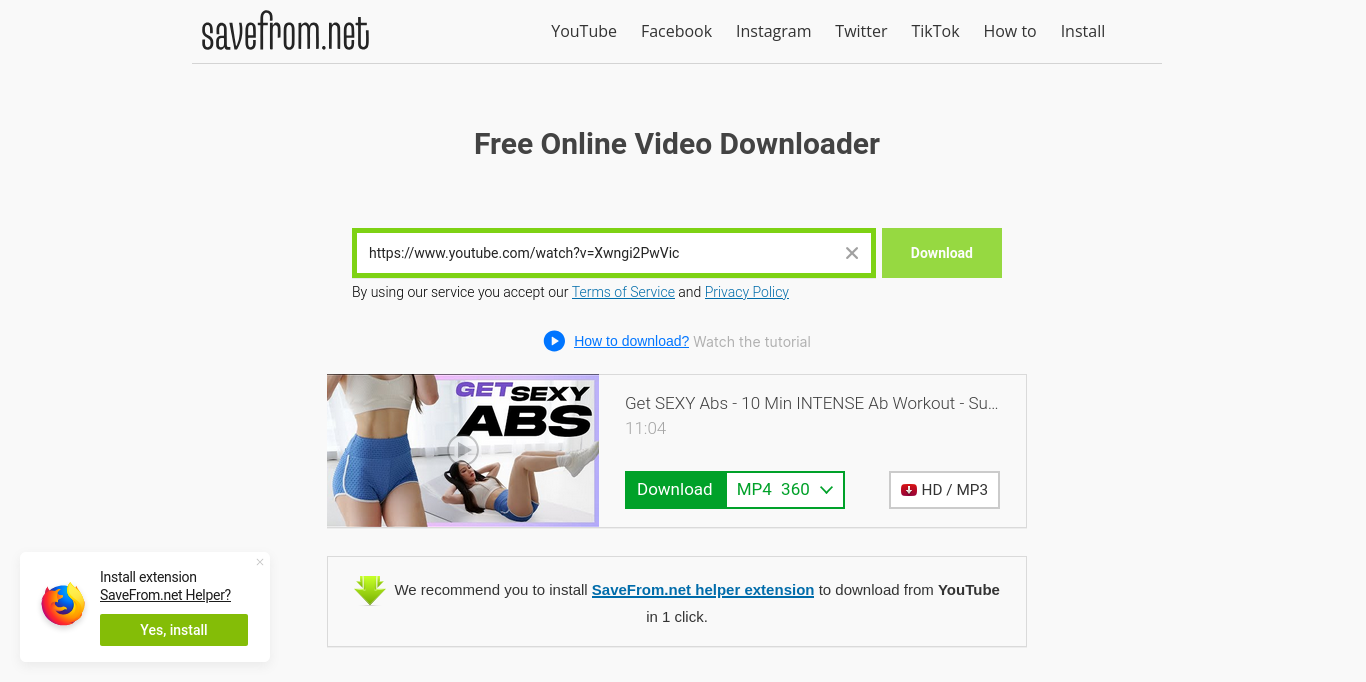 savefrom.net
YouTube Facebook Instagram Twitter TikTok How to Install
Free Online Video Downloader
https://www.youtube.com/watch?v=Xwngi2PwVic
Download
By using our service you accept our Terms of Service and Privacy Policy
How to download? Watch the tutorial
GET SEXY
ABS
Get SEXY Abs - 10 Min INTENSE Ab Workout - Su...
11:04
Download MP4 360
HD / MP3
We recommend you to install SaveFrom.net helper extension to download from YouTube
in 1 click.
Install extension
SaveFrom.net Helper?
Yes, install